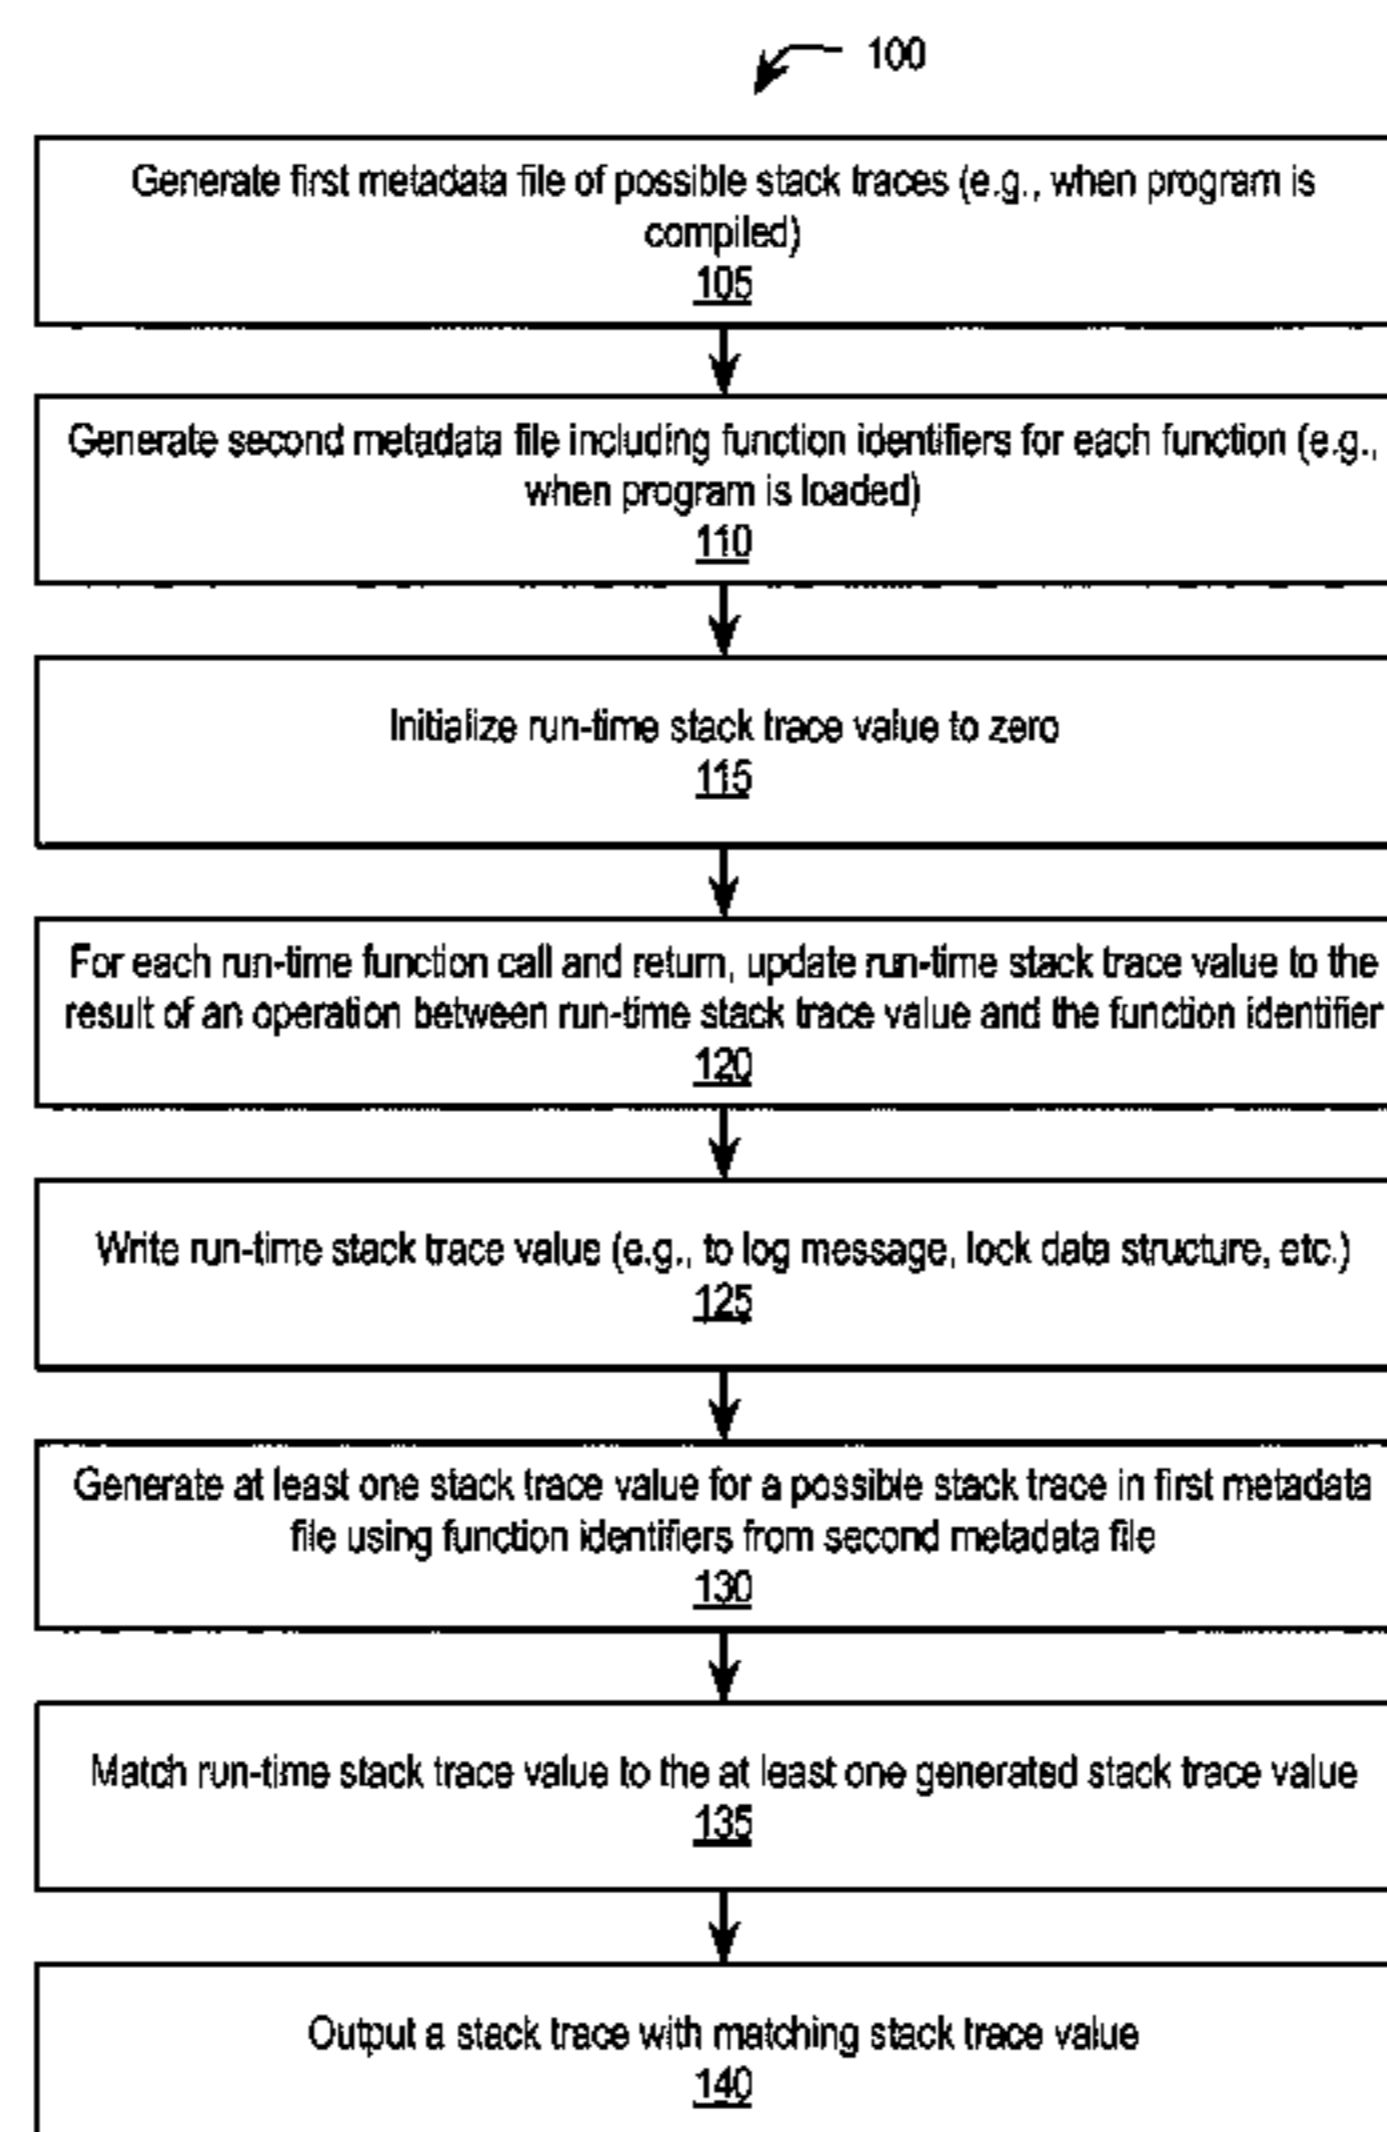 100
Generate first metadata file of possible stack traces (e.g., when program is
compiled)
105
Generate second metadata file including function identifiers for each function (e.g.,
when program is loaded)
110
Initialize run-time stack trace value to zero
115
For each run-time function call and return, update run-time stack trace value to the
result of an operation between run-time stack trace value and the function identifier
120
Write run-time stack trace value (e.g., to log message, lock data structure, etc.)
125
Generate at least one stack trace value for a possible stack trace in first metadata
file using function identifiers from second metadata file
130
Match run-time stack trace value to the at least one generated stack trace value
135
Output a stack trace with matching stack trace value
140